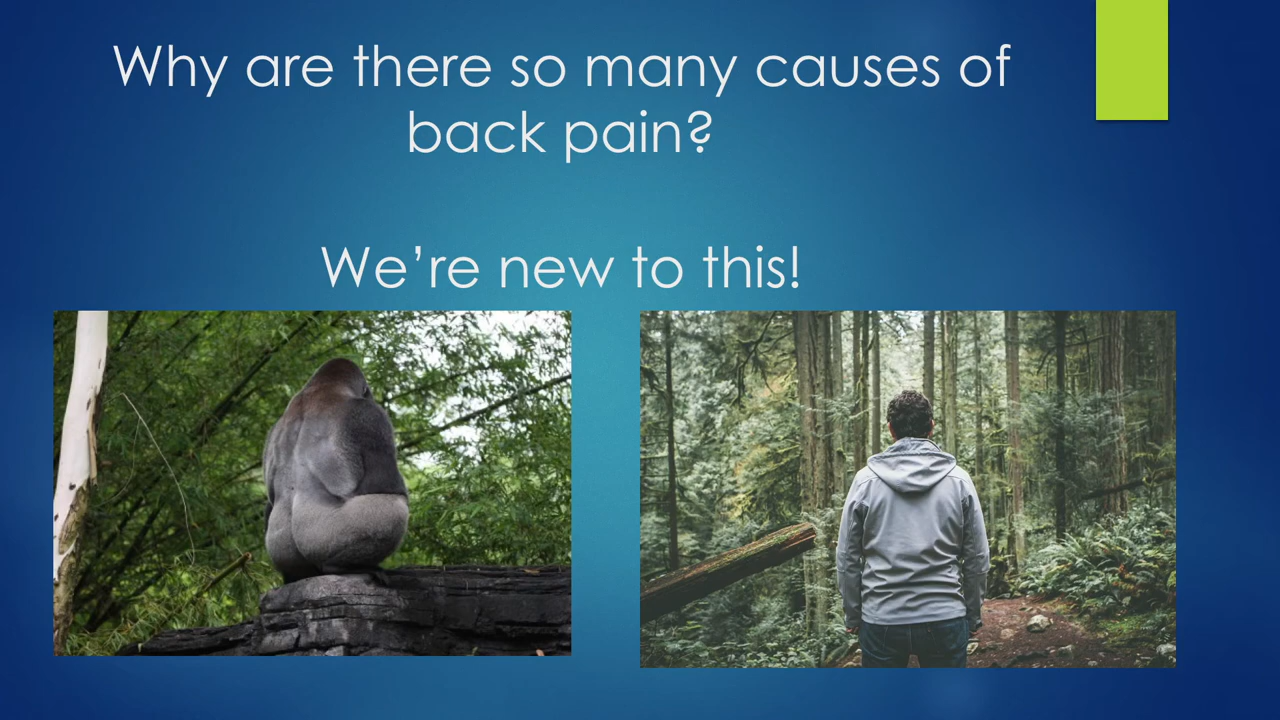 Why are there so many causes of
back pain?
We’re new to this!